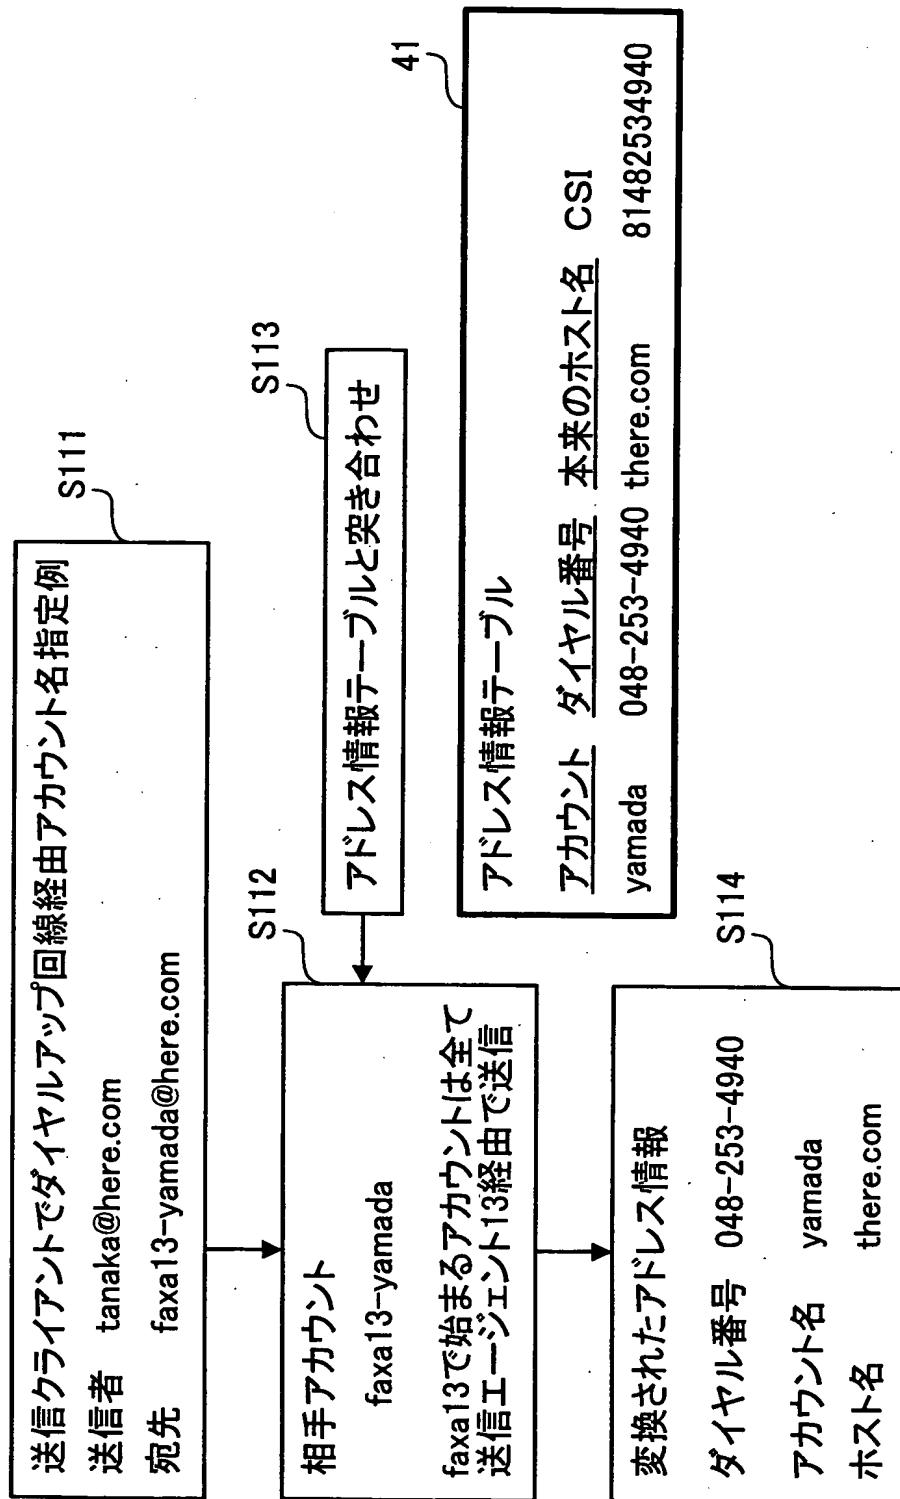 S111
送信クライアントでダイヤルアップ回線経由アカウント名指定例
送信者 tanaka@here.com
宛先 faxa13-yamada@here.com
S112
相手アカウント
faxa13-yamada
faxa13で始まるアカウントは全て
送信エージェント13経由で送信
S113
アドレス情報テーブルと突き合わせ
41
アドレス情報テーブル
アカウント ダイヤル番号 本来のホスト名 CSI
yamada 048-253-4940 there.com 81482534940
S114
変換されたアドレス情報
ダイヤル番号 048-253-4940
アカウント名 yamada
ホスト名 there.com